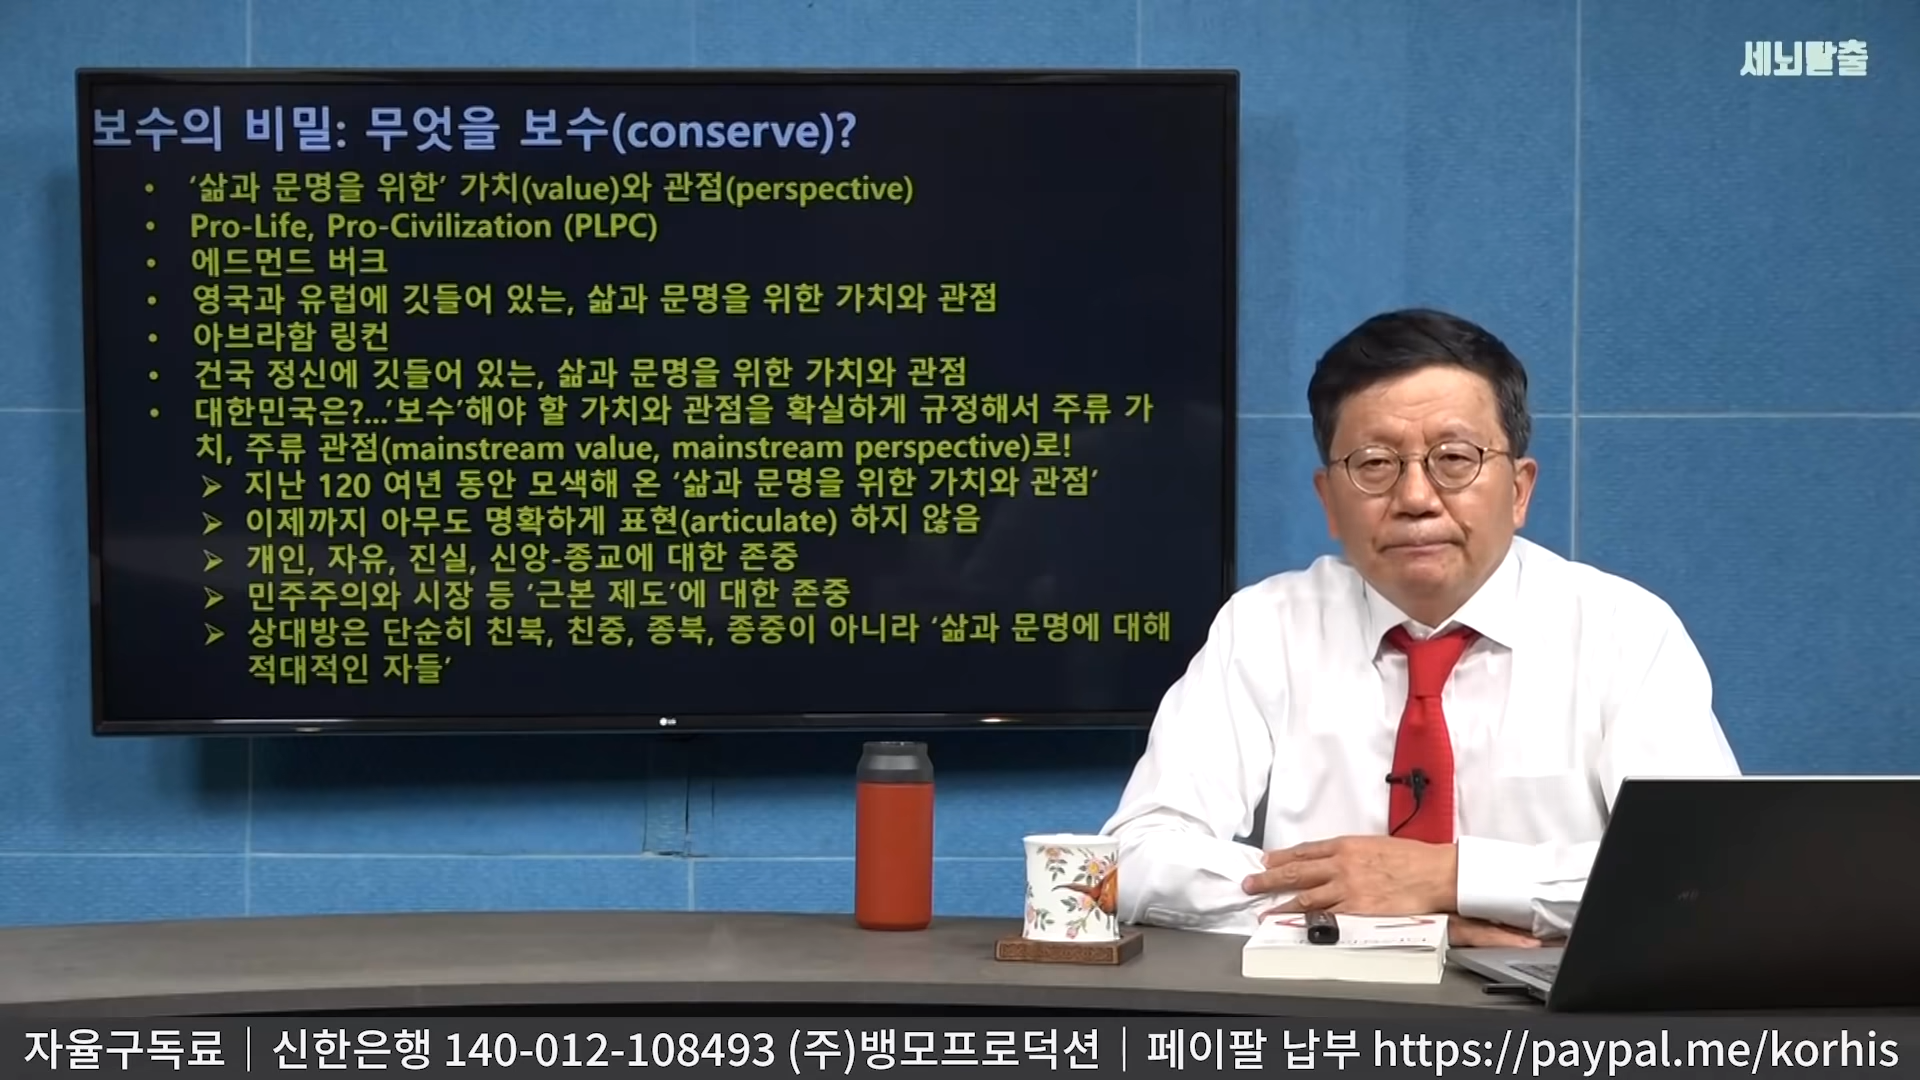 세뇌탈출
보수의 비밀: 무엇을 보수(conserve)?
• ‘삶과 문명을 위한’ 가치(value)와 관점(perspective)
• Pro-Life, Pro-Civilization (PLPC)
• 에드먼드 버크
• 영국과 유럽에 깃들어 있는, 삶과 문명을 위한 가치와 관점
• 아브라함 링컨
• 건국 정신에 깃들어 있는, 삶과 문명을 위한 가치와 관점
• 대한민국은?...’보수’해야 할 가치와 관점을 확실하게 규정해서 주류 가
치, 주류 관점(mainstream value, mainstream perspective)로!
➢ 지난 120 여년 동안 모색해 온 ‘삶과 문명을 위한 가치와 관점’
➢ 이제까지 아무도 명확하게 표현(articulate) 하지 않음
➢ 개인, 자유, 진실, 신앙-종교에 대한 존중
➢ 민주주의와 시장 등 ‘근본 제도’에 대한 존중
➢ 상대방은 단순히 친북, 친중, 종북, 종중이 아니라 ‘삶과 문명에 대해
적대적인 자들’
LG
자율구독료｜신한은행 140-012-108493 (주)뱅모프로덕션｜페이팔 납부 https://paypal.me/korhis